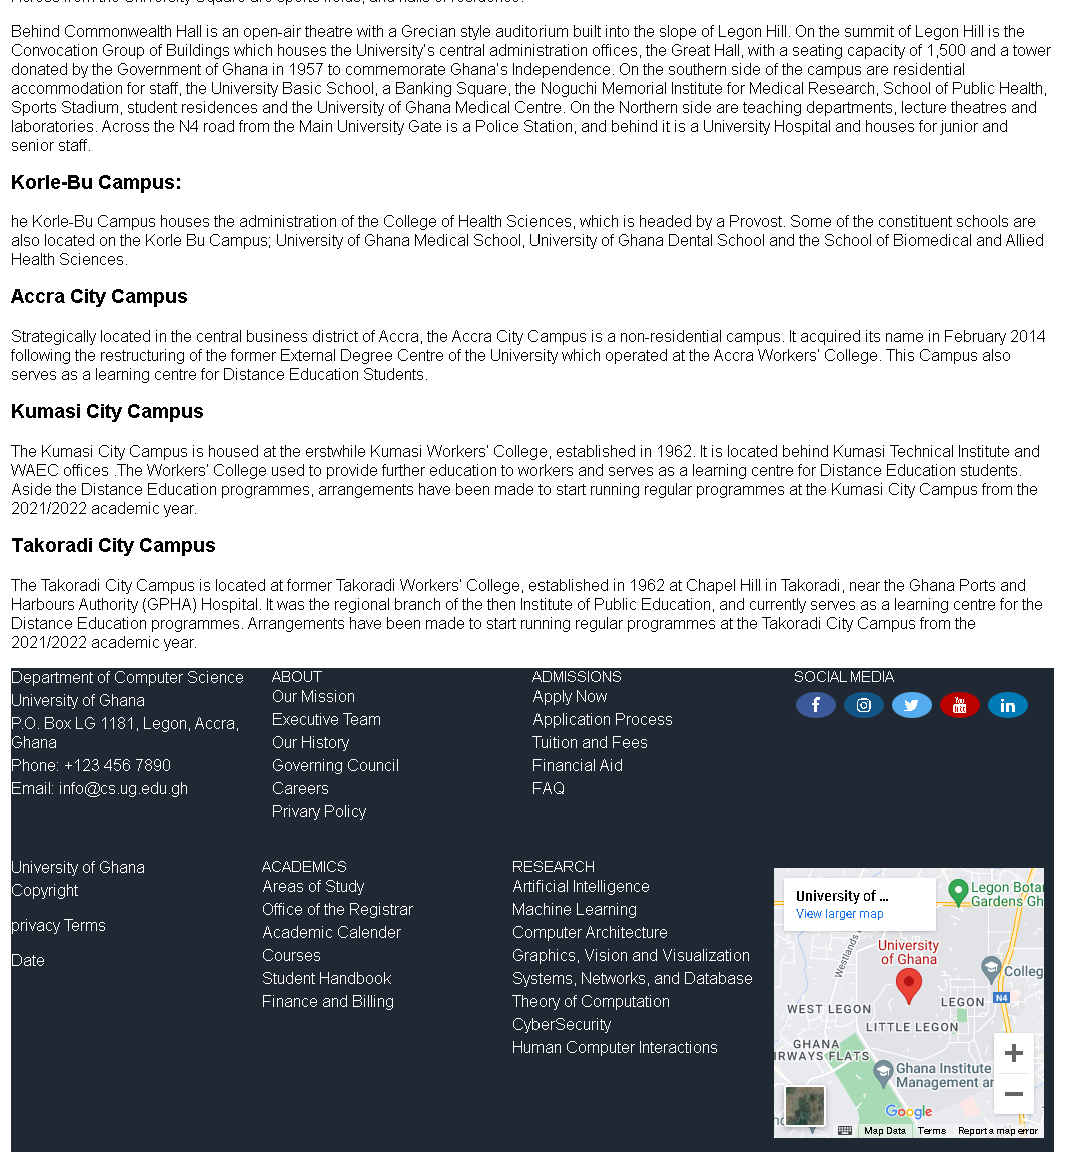 Behind Commonwealth Hall is an open-air theatre with a Grecian style auditorium built into the slope of Legon Hill. On the summit of Legon Hill is the
Convocation Group of Buildings which houses the University's central administration offices, the Great Hall, with a seating capacity of 1,500 and a tower
donated by the Government of Ghana in 1957 to commemorate Ghana's Independence. On the southern side of the campus are residential
accommodation for staff, the University Basic School, a Banking Square, the Noguchi Memorial Institute for Medical Research, School of Public Health,
Sports Stadium, student residences and the University of Ghana Medical Centre. On the Northern side are teaching departments, lecture theatres and
laboratories. Across the N4 road from the Main University Gate is a Police Station, and behind it is a University Hospital and houses for junior and
senior staff.
Korle-Bu Campus:
he Korle-Bu Campus houses the administration of the College of Health Sciences, which is headed by a Provost. Some of the constituent schools are
also located on the Korle Bu Campus; University of Ghana Medical School, University of Ghana Dental School and the School of Biomedical and Allied
Health Sciences.
Accra City Campus
Strategically located in the central business district of Accra, the Accra City Campus is a non-residential campus. It acquired its name in February 2014
following the restructuring of the former External Degree Centre of the University which operated at the Accra Workers' College. This Campus also
serves as a learning centre for Distance Education Students.
Kumasi City Campus
The Kumasi City Campus is housed at the erstwhile Kumasi Workers' College, established in 1962. It is located behind Kumasi Technical Institute and
WAEC offices .The Workers' College used to provide further education to workers and serves as a learning centre for Distance Education students.
Aside the Distance Education programmes, arrangements have been made to start running regular programmes at the Kumasi City Campus from the
2021/2022 academic year.
Takoradi City Campus
The Takoradi City Campus is located at former Takoradi Workers' College, established in 1962 at Chapel Hill in Takoradi, near the Ghana Ports and
Harbours Authority (GPHA) Hospital. It was the regional branch of the then Institute of Public Education, and currently serves as a learning centre for the
Distance Education programmes. Arrangements have been made to start running regular programmes at the Takoradi City Campus from the
2021/2022 academic year.
Department of Computer Science
University of Ghana
P.O. Box LG 1181, Legon, Accra,
Ghana
Phone: +123 456 7890
Email: info@cs.ug.edu.gh
ABOUT
Our Mission
Executive Team
Our History
Governing Council
Careers
Privary Policy
ADMISSIONS
Apply Now
Application Process
Tuition and Fees
Financial Aid
FAQ
SOCIAL MEDIA
University of Ghana
Copyright
privacy Terms
Date
ACADEMICS
Areas of Study
Office of the Registrar
Academic Calender
Courses
Student Handbook
Finance and Billing
RESEARCH
Artificial Intelligence
Machine Learning
Computer Architecture
Graphics, Vision and Visualization
Systems, Networks, and Database
Theory of Computation
CyberSecurity
Human Computer Interactions
University of ...
View larger map
Legon Botan
Gardens Gh
Westlands
University
of Ghana
Colleg
N4
WEST LEGON
LEGON
LITTLE LEGON
GHANA
IRWAYS FLATS
Ghana Institute
Management an
Google
Map Data
Terms
Report a map error